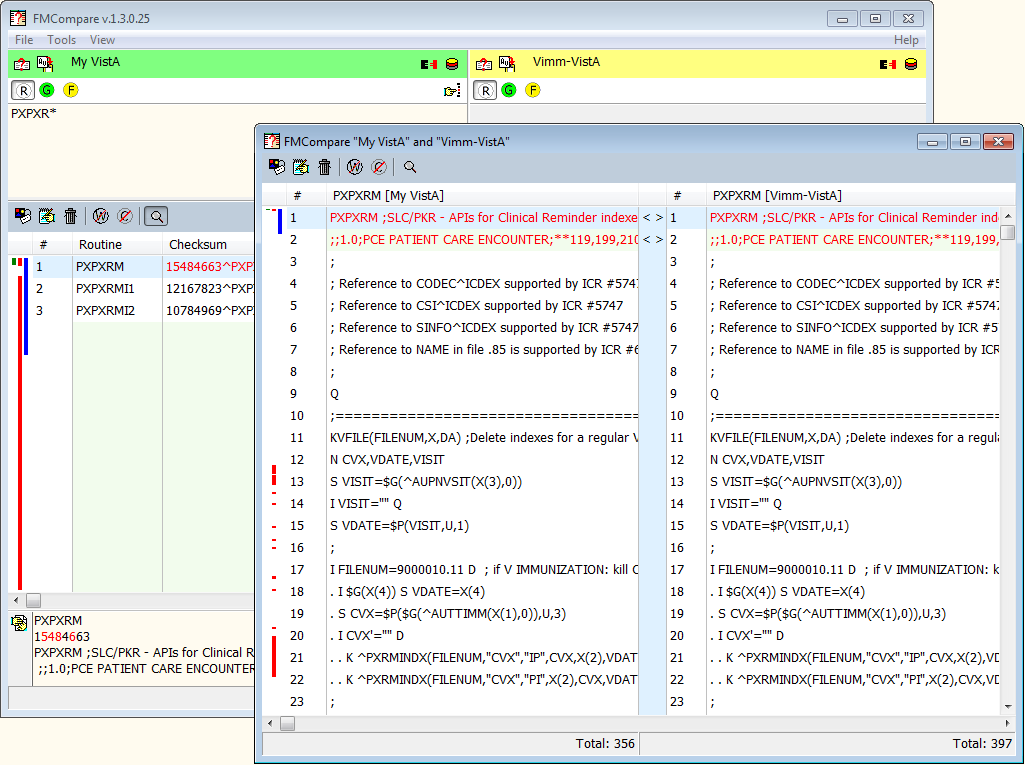 FMCompare v.1.3.0.25
File Tools View Help
My VistA
Vimm-VistA
R G F
R G F
PXPXR*
# Routine Checksum
1 PXPXRM 15484663^PXP
2 PXPXRMI1 12167823^PXP
3 PXPXRMI2 10784969^PXP
PXPXRM
15484663
PXPXRM ;SLC/PKR - APIs for Clinical R
;;1.0;PCE PATIENT CARE ENCOUNTER
FMCompare "My VistA" and "Vimm-VistA"
# PXPXRM [My VistA] # PXPXRM [Vimm-VistA]
1 PXPXRM ;SLC/PKR - APIs for Clinical Reminder indexe < > 1 PXPXRM ;SLC/PKR - APIs for Clinical Reminder ind
2 ;;1.0;PCE PATIENT CARE ENCOUNTER;**119,199,210 < > 2 ;;1.0;PCE PATIENT CARE ENCOUNTER;**119,199,
3 ; 3 ;
4 ; Reference to CODEC^ICDEX supported by ICR #574 4 ; Reference to CODEC^ICDEX supported by ICR #5
5 ; Reference to CSI^ICDEX supported by ICR #5747 5 ; Reference to CSI^ICDEX supported by ICR #5747
6 ; Reference to SINFO^ICDEX supported by ICR #5747 6 ; Reference to SINFO^ICDEX supported by ICR #5
7 ; Reference to NAME in file .85 is supported by ICR #6 7 ; Reference to NAME in file .85 is supported by ICR
8 ; 8 ;
9 Q 9 Q
10 ;=================================== 10 ;================================
11 KVFILE(FILENUM,X,DA) ;Delete indexes for a regular V 11 KVFILE(FILENUM,X,DA) ;Delete indexes for a regula
12 N CVX,VDATE,VISIT 12 N CVX,VDATE,VISIT
13 S VISIT=$G(^AUPNVSIT(X(3),0)) 13 S VISIT=$G(^AUPNVSIT(X(3),0))
14 I VISIT="" Q 14 I VISIT="" Q
15 S VDATE=$P(VISIT,U,1) 15 S VDATE=$P(VISIT,U,1)
16 ; 16 ;
17 I FILENUM=9000010.11 D ; if V IMMUNIZATION: kill C 17 I FILENUM=9000010.11 D ; if V IMMUNIZATION: k
18 . I $G(X(4)) S VDATE=X(4) 18 . I $G(X(4)) S VDATE=X(4)
19 . S CVX=$P($G(^AUTTIMM(X(1),0)),U,3) 19 . S CVX=$P($G(^AUTTIMM(X(1),0)),U,3)
20 . I CVX'="" D 20 . I CVX'="" D
21 . . K ^PXRMINDX(FILENUM,"CVX","IP",CVX,X(2),VDAT 21 . . K ^PXRMINDX(FILENUM,"CVX","IP",CVX,X(2),VD
22 . . K ^PXRMINDX(FILENUM,"CVX","PI",X(2),CVX,VDAT 22 . . K ^PXRMINDX(FILENUM,"CVX","PI",X(2),CVX,VD
23 ; 23 ;
Total: 356 Total: 397